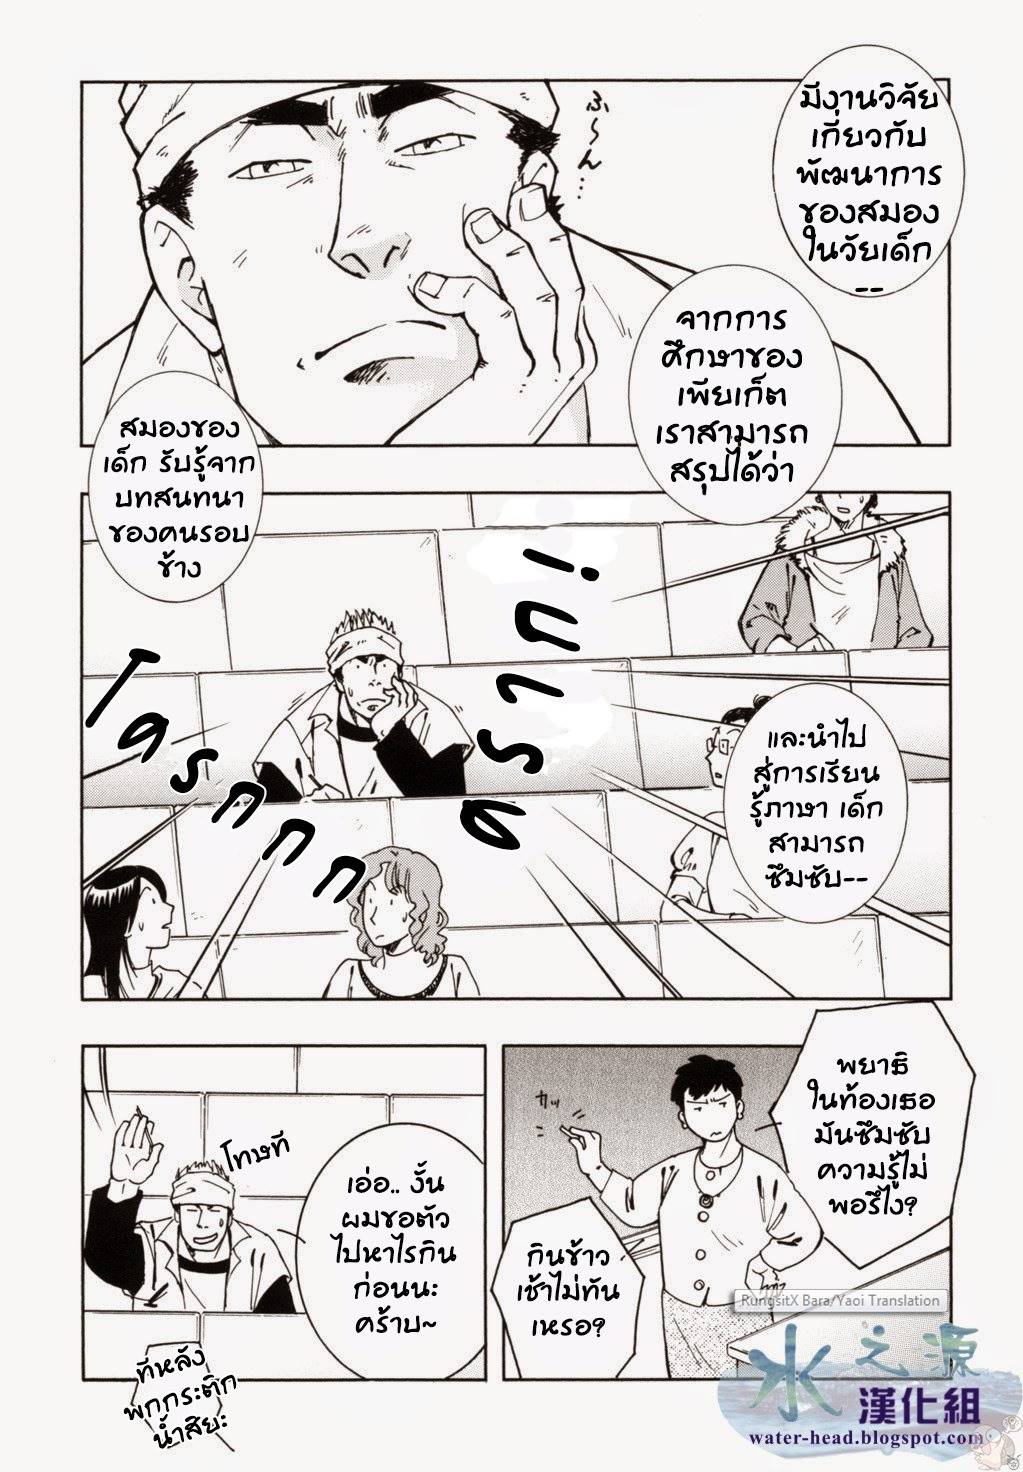 มีงานวิจัย
เกี่ยวกับ
พัฒนาการ
ของสมอง
ในวัยเด็ก
--
ふ～ん…
จากการ
ศึกษาของ
เพียเก็ต
เราสามารถ
สรุปได้ว่า
สมองของ
เด็ก รับรู้จาก
บทสนทนา
ของคนรอบ
ข้าง
โครกกก
คราก!
และนำไป
สู่การเรียน
รู้ภาษา เด็ก
สามารถ
ซึมซับ--
พยาธิ
ในท้องเธอ
มันซึมซับ
ความรู้ไม่
พอรึไง?
カッ
กินข้าว
เช้าไม่ทัน
เหรอ?
โทษที
เอ่อ.. งั้น
ผมขอตัว
ไปหาไรกิน
ก่อนนะ
คร้าบ~
ทีหลัง
พกกระติก
น้ำสิยะ
RungsitX Bara/Yaoi Translation
水之源
漢化組
water-head.blogspot.com